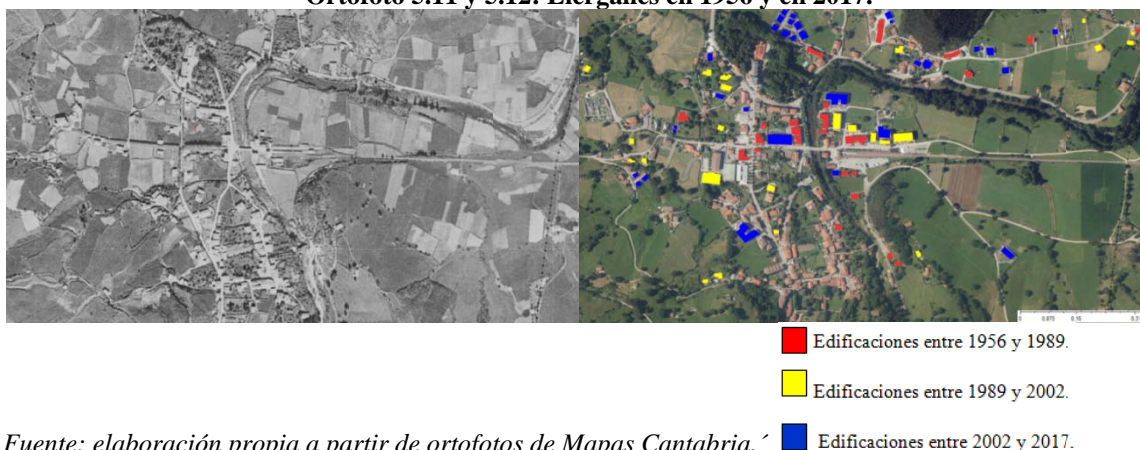 Ortofoto 5.11 y 5.12. Liérganes en 1956 y en 2017.
Edificaciones entre 1956 y 1989.
Edificaciones entre 1989 y 2002.
Edificaciones entre 2002 y 2017.
Fuente: elaboración propia a partir de ortofotos de Mapas Cantabria.´